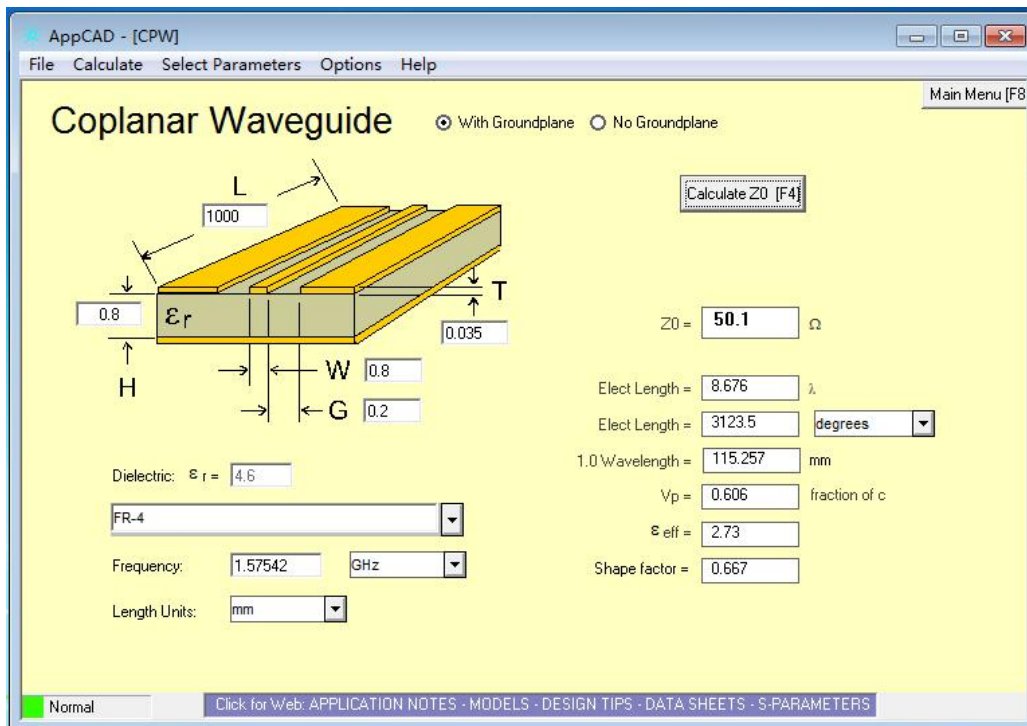 AppCAD - [CPW]
File Calculate Select Parameters Options Help
Main Menu [F8
Coplanar Waveguide
With Groundplane
No Groundplane
Calculate Z0 [F4]
L
1000
0.8
εr
T
0.035
H
W 0.8
G 0.2
Z0 = 50.1 Ω
Elect Length = 8.676 λ
Elect Length = 3123.5 degrees
1.0 Wavelength = 115.257 mm
Vp = 0.606 fraction of c
ε eff = 2.73
Shape factor = 0.667
Dielectric: ε r = 4.6
FR-4
Frequency: 1.57542 GHz
Length Units: mm
Normal
Click for Web: APPLICATION NOTES - MODELS - DESIGN TIPS - DATA SHEETS - S-PARAMETERS